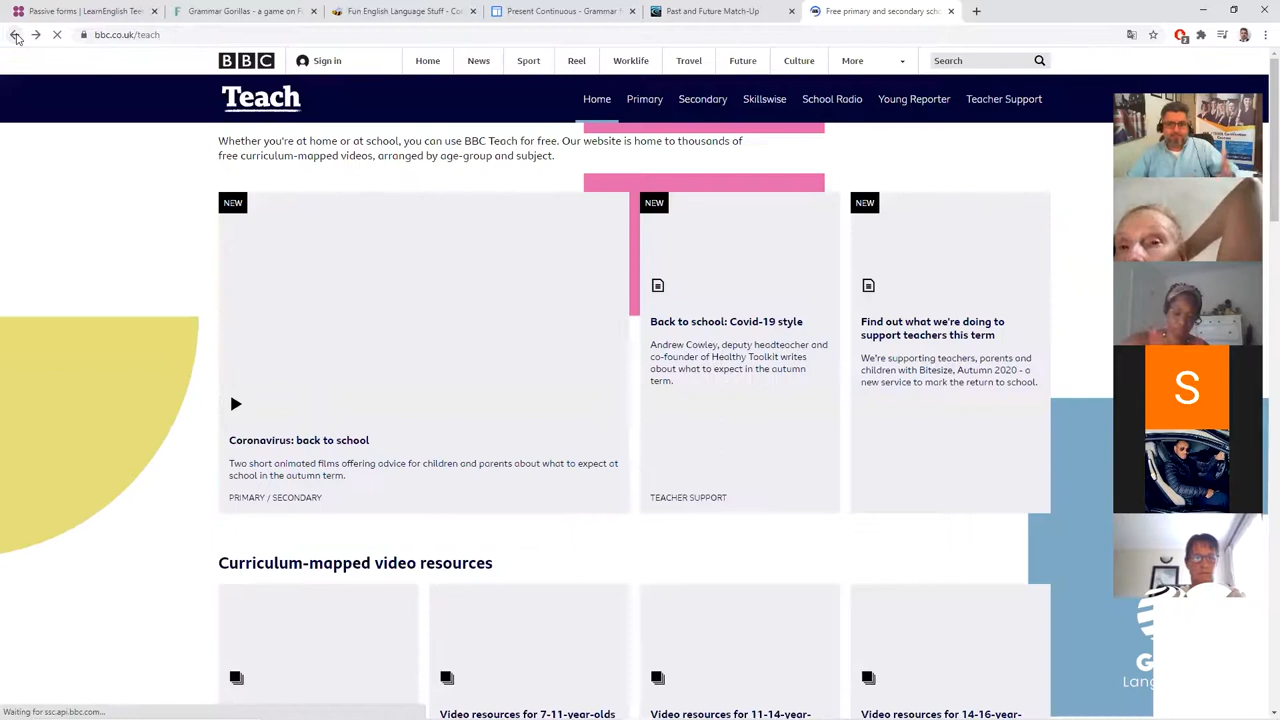 Passive forms | LearnEnglish Teen
Grammar Gorillas - a game on F
Fun English Language Stuff - Co
Present Continuous - Grammar
Past and Future Match-Up
Free primary and secondary scho
bbc.co.uk/teach
2
BBC
Sign in
Home
News
Sport
Reel
Worklife
Travel
Future
Culture
More
Search
Teach
Home
Primary
Secondary
Skillswise
School Radio
Young Reporter
Teacher Support
Whether you're at home or at school, you can use BBC Teach for free. Our website is home to thousands of
free curriculum-mapped videos, arranged by age-group and subject.
NEW
Coronavirus: back to school
Two short animated films offering advice for children and parents about what to expect at
school in the autumn term.
PRIMARY / SECONDARY
NEW
Back to school: Covid-19 style
Andrew Cowley, deputy headteacher and
co-founder of Healthy Toolkit writes
about what to expect in the autumn
term.
TEACHER SUPPORT
NEW
Find out what we're doing to
support teachers this term
We're supporting teachers, parents and
children with Bitesize, Autumn 2020 - a
new service to mark the return to school.
S
Curriculum-mapped video resources
Video resources for 7-11-year-olds
Video resources for 11-14-year-
Video resources for 14-16-year-
G
Lang
Waiting for ssc.api.bbc.com...